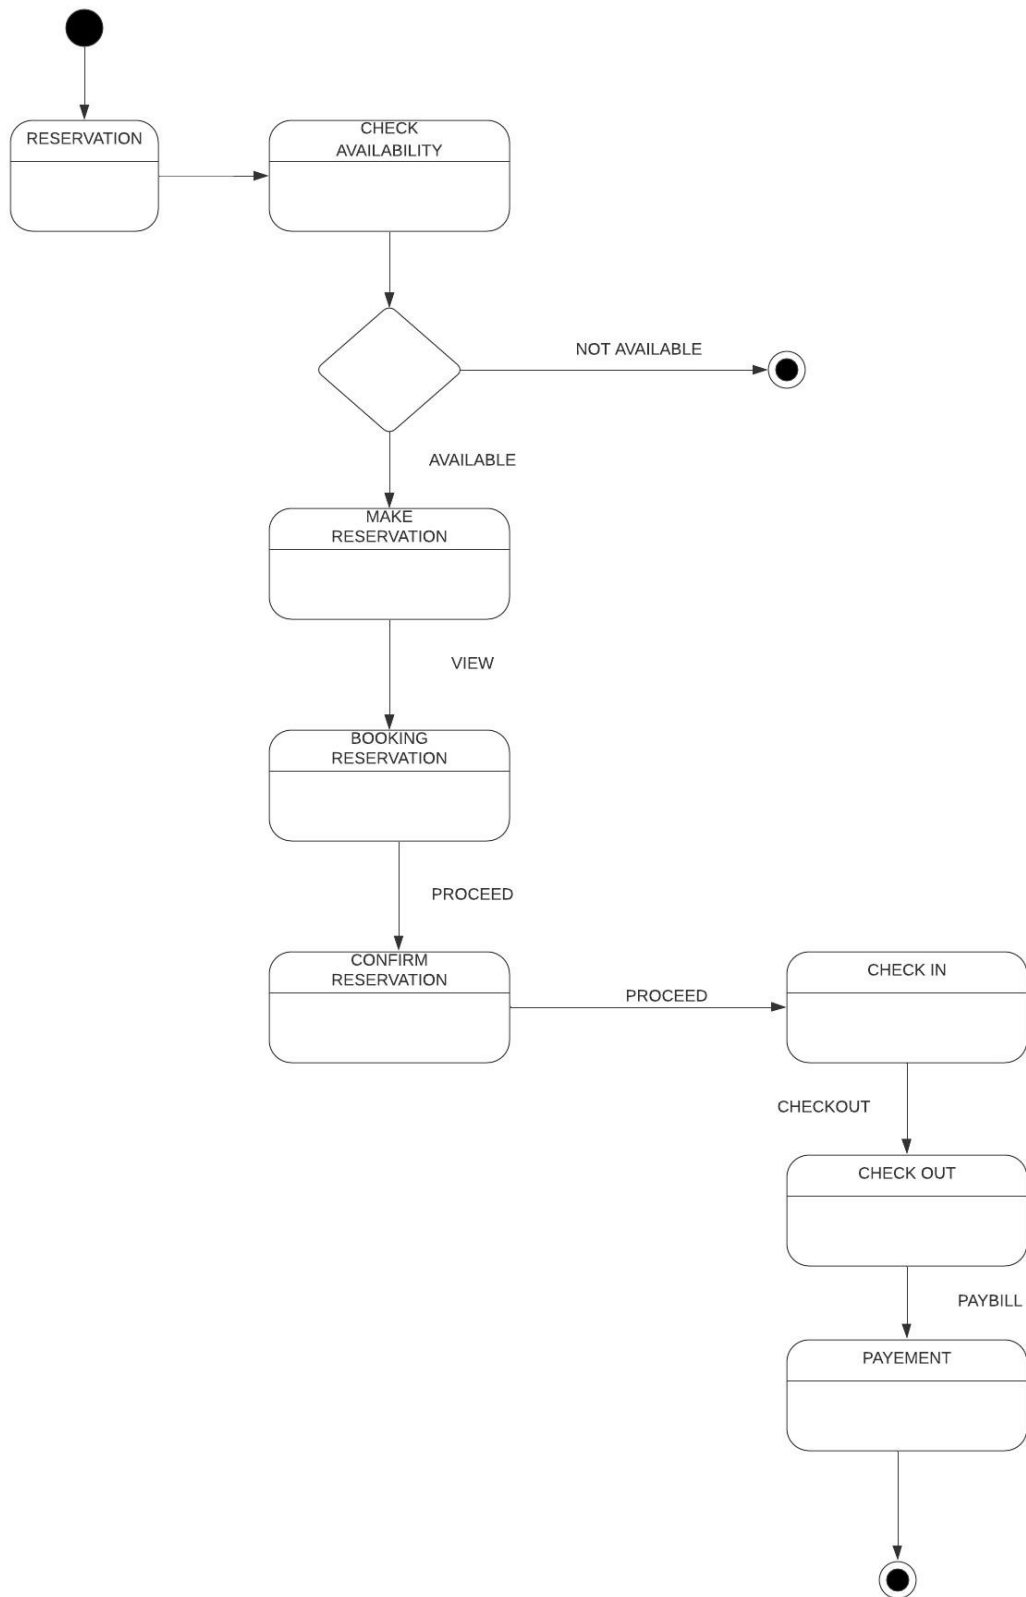 RESERVATION
CHECK
AVAILABILITY
NOT AVAILABLE
AVAILABLE
MAKE
RESERVATION
VIEW
BOOKING
RESERVATION
PROCEED
CONFIRM
RESERVATION
PROCEED
CHECK IN
CHECKOUT
CHECK OUT
PAYBILL
PAYEMENT